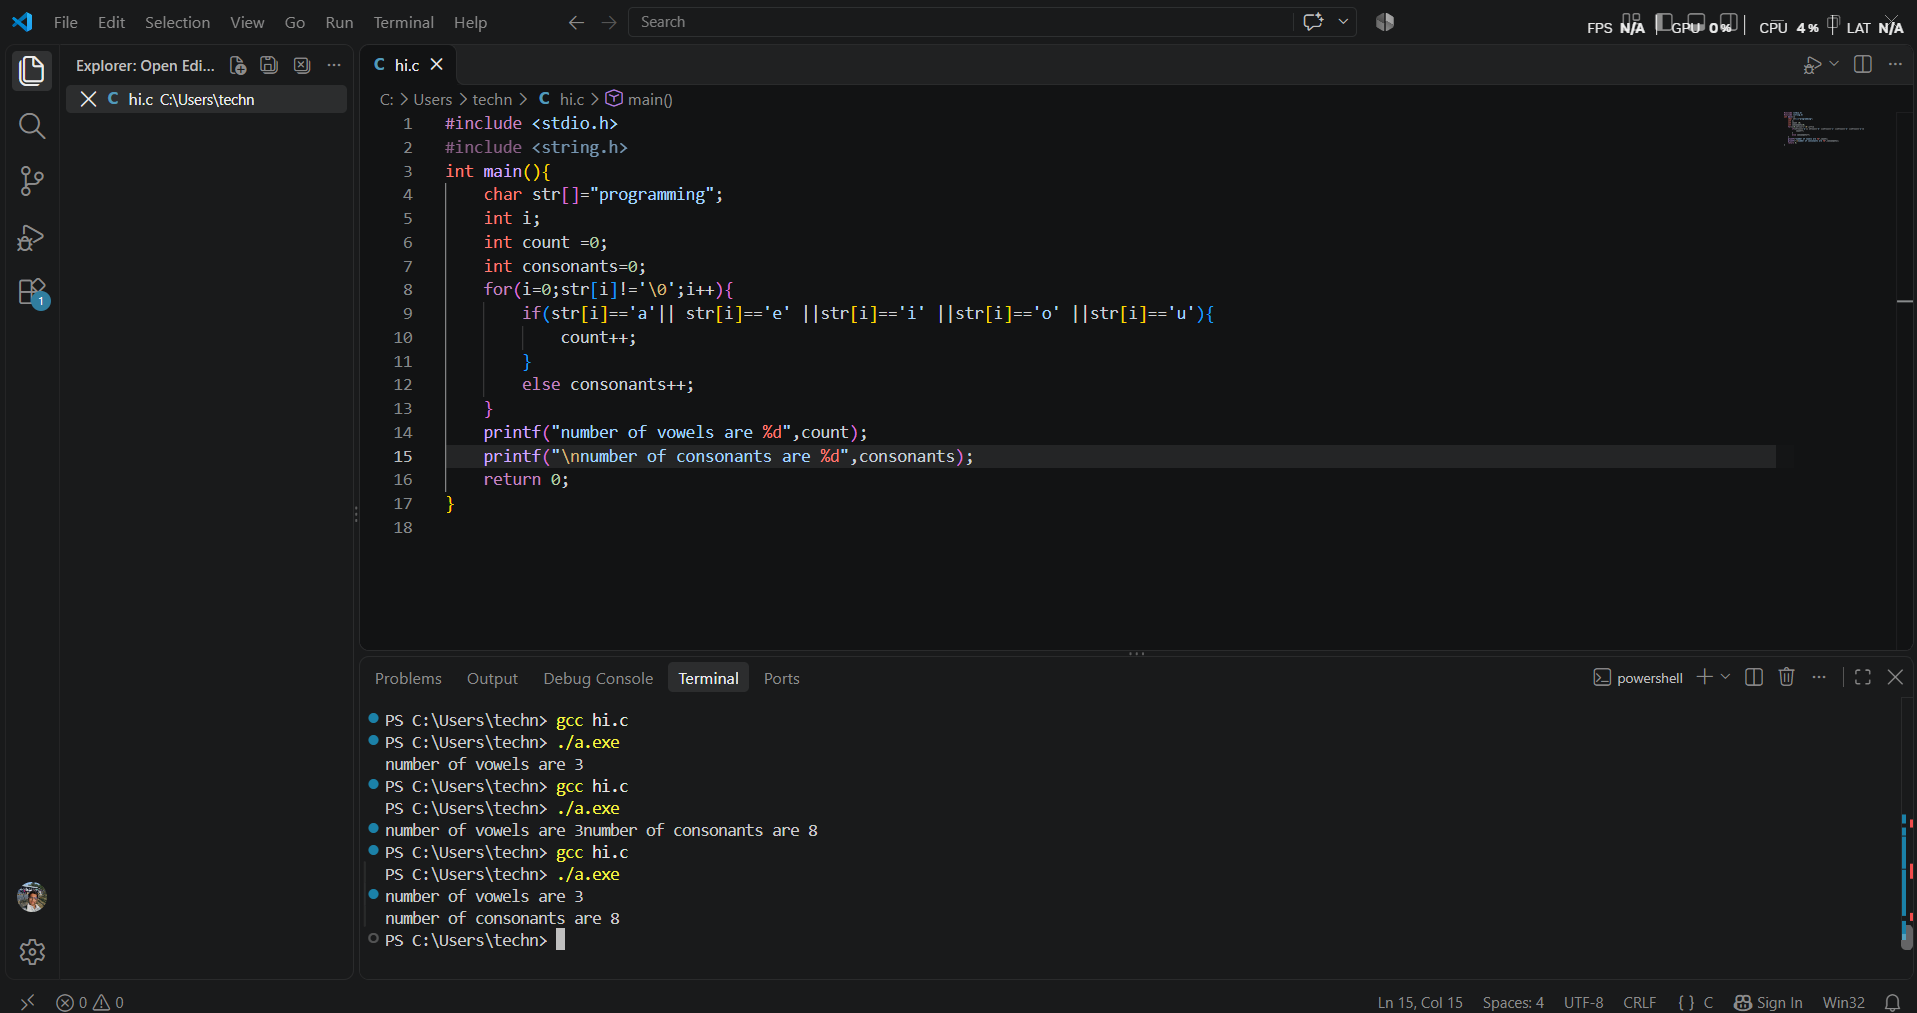 File Edit Selection View Go Run Terminal Help Search FPS N/A GPU 0% CPU 4% LAT N/A
Explorer: Open Edi...
hi.c C:\Users\techn
1
hi.c
C: > Users > techn > C hi.c > main()
1 #include <stdio.h>
2 #include <string.h>
3 int main(){
4 char str[]="programming";
5 int i;
6 int count =0;
7 int consonants=0;
8 for(i=0;str[i]!='\0';i++){
9 if(str[i]=='a'|| str[i]=='e' ||str[i]=='i' ||str[i]=='o' ||str[i]=='u'){
10 count++;
11 }
12 else consonants++;
13 }
14 printf("number of vowels are %d",count);
15 printf("\nnumber of consonants are %d",consonants);
16 return 0;
17 }
18
Problems Output Debug Console Terminal Ports powershell
PS C:\Users\techn> gcc hi.c
PS C:\Users\techn> ./a.exe
number of vowels are 3
PS C:\Users\techn> gcc hi.c
PS C:\Users\techn> ./a.exe
number of vowels are 3number of consonants are 8
PS C:\Users\techn> gcc hi.c
PS C:\Users\techn> ./a.exe
number of vowels are 3
number of consonants are 8
PS C:\Users\techn>
0 0 Ln 15, Col 15 Spaces: 4 UTF-8 CRLF { } C Sign In Win32